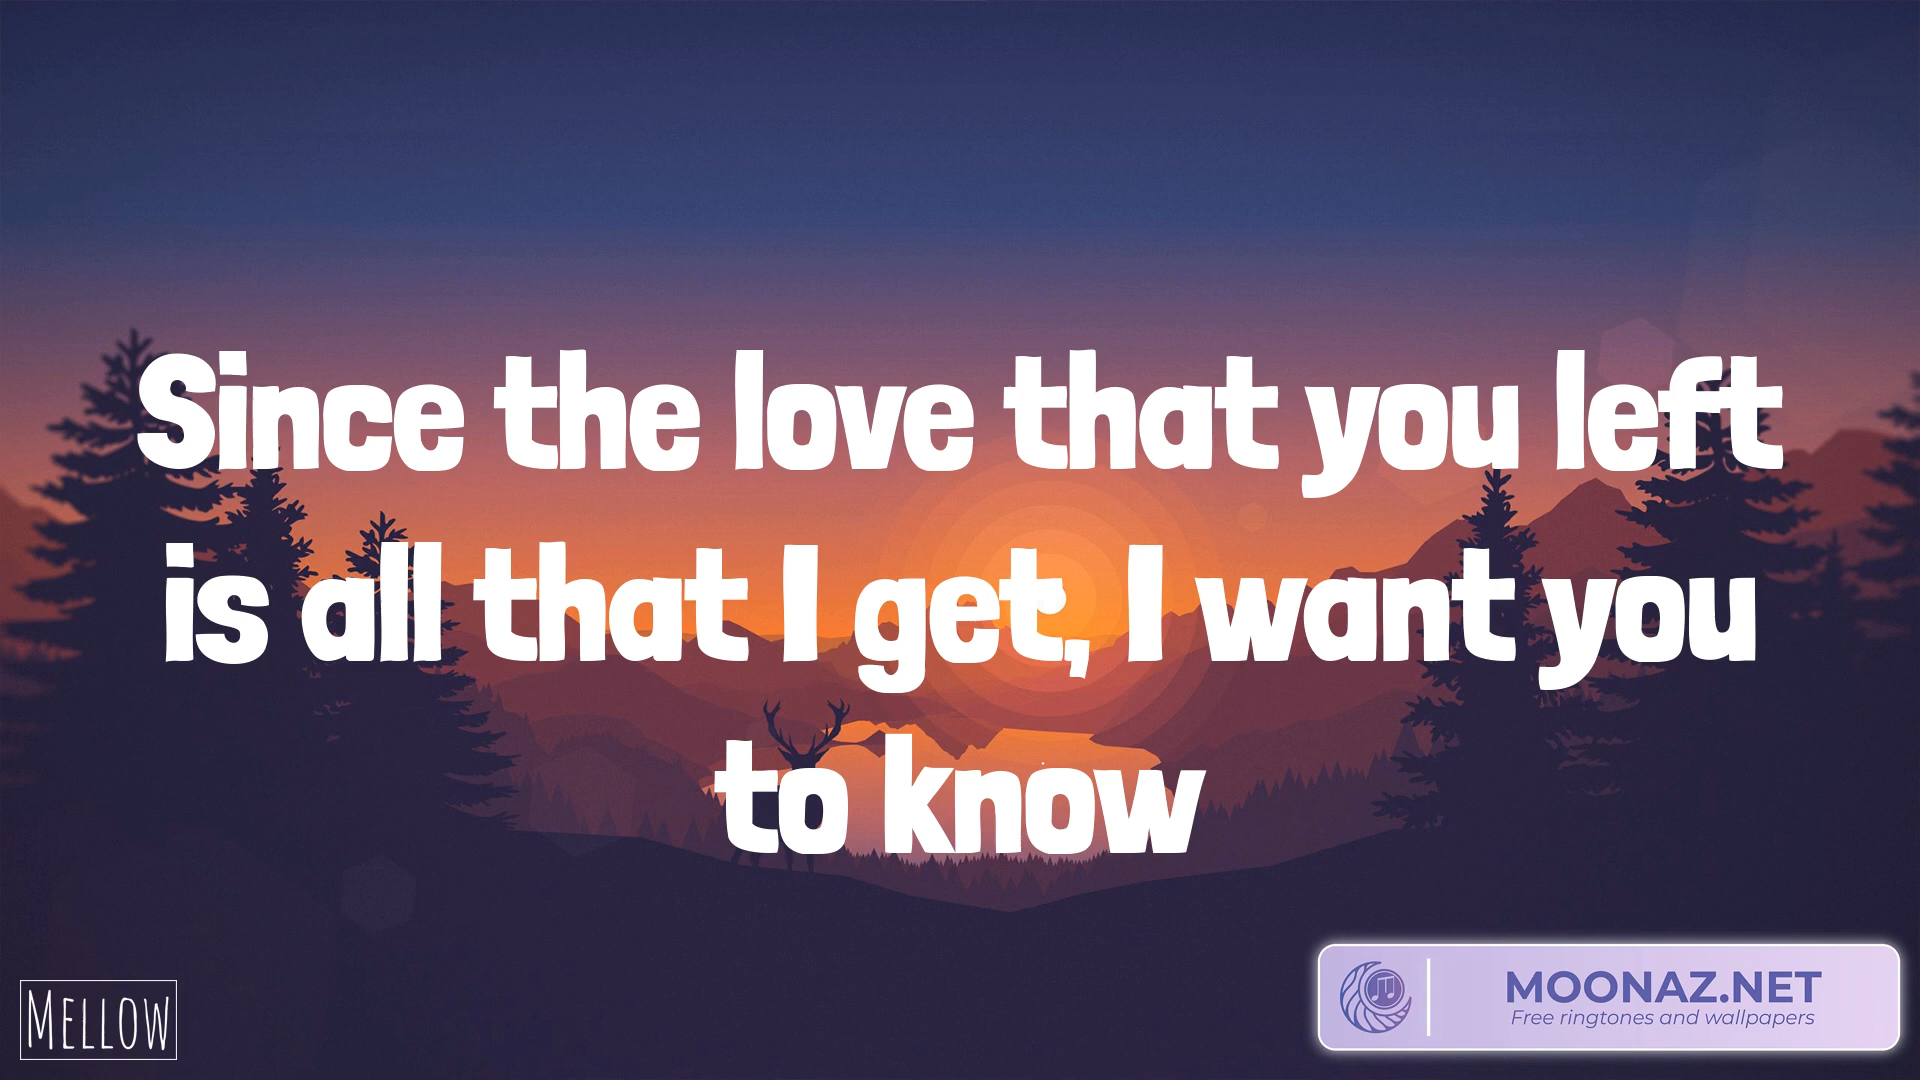 Since the love that you left
is all that I get, I want you
to know
MELLOW
MOONAZ.NET
Free ringtones and wallpapers